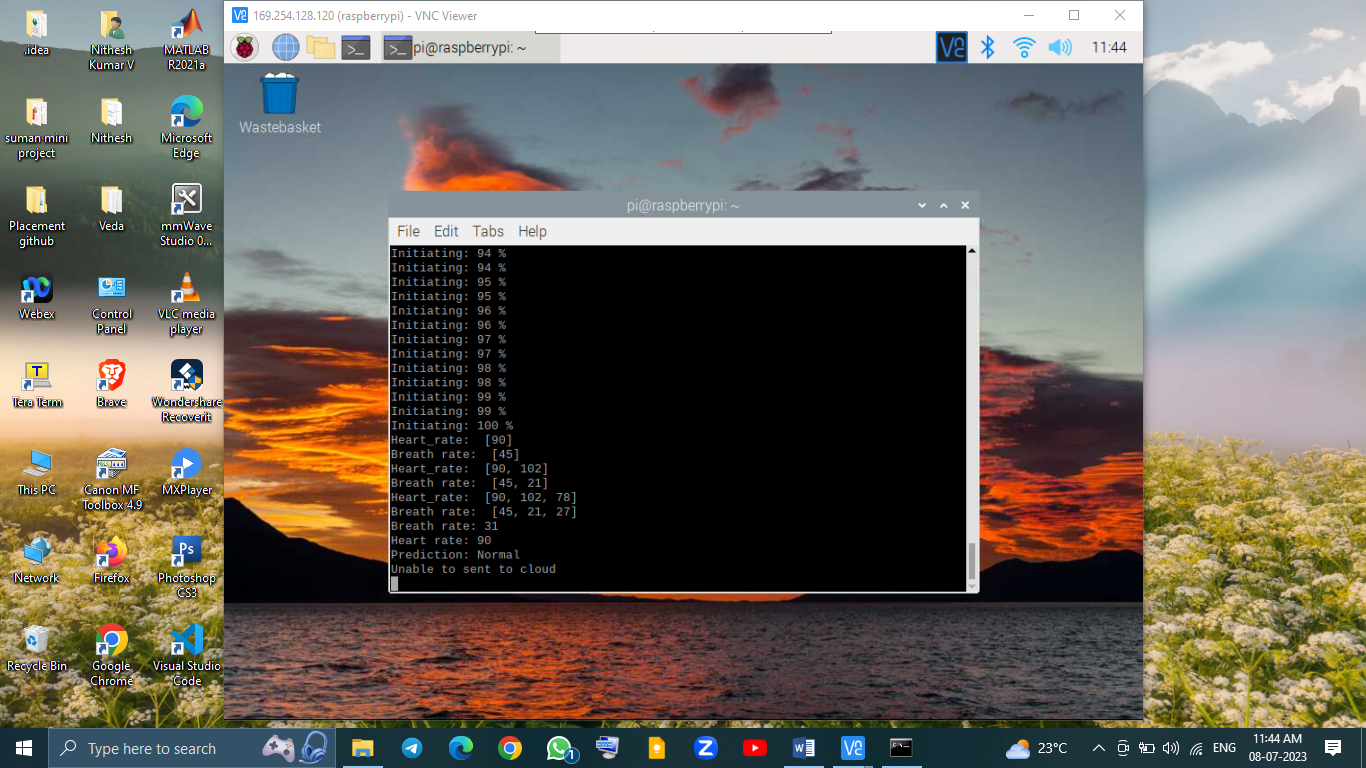 .idea
Nithesh
Kumar V
MATLAB
R2021a
suman mini
project
Nithesh
Microsoft
Edge
Placement
github
Veda
mmWave
Studio 0...
Webex
Control
Panel
VLC media
player
Tera Term
Brave
Wondershare
Recoverit
This PC
Canon MF
Toolbox 4.9
MXPlayer
Network
Firefox
Photoshop
CS3
Recycle Bin
Google
Chrome
Visual Studio
Code
169.254.128.120 (raspberrypi) - VNC Viewer
pi@raspberrypi: ~
11:44
Wastebasket
pi@raspberrypi: ~
File Edit Tabs Help
Initiating: 94 %
Initiating: 94 %
Initiating: 95 %
Initiating: 95 %
Initiating: 96 %
Initiating: 96 %
Initiating: 97 %
Initiating: 97 %
Initiating: 98 %
Initiating: 98 %
Initiating: 99 %
Initiating: 99 %
Initiating: 100 %
Heart_rate:  [90]
Breath rate:  [45]
Heart_rate:  [90, 102]
Breath rate:  [45, 21]
Heart_rate:  [90, 102, 78]
Breath rate:  [45, 21, 27]
Breath rate: 31
Heart rate: 90
Prediction: Normal
Unable to sent to cloud
Type here to search
23°C
ENG
11:44 AM
08-07-2023